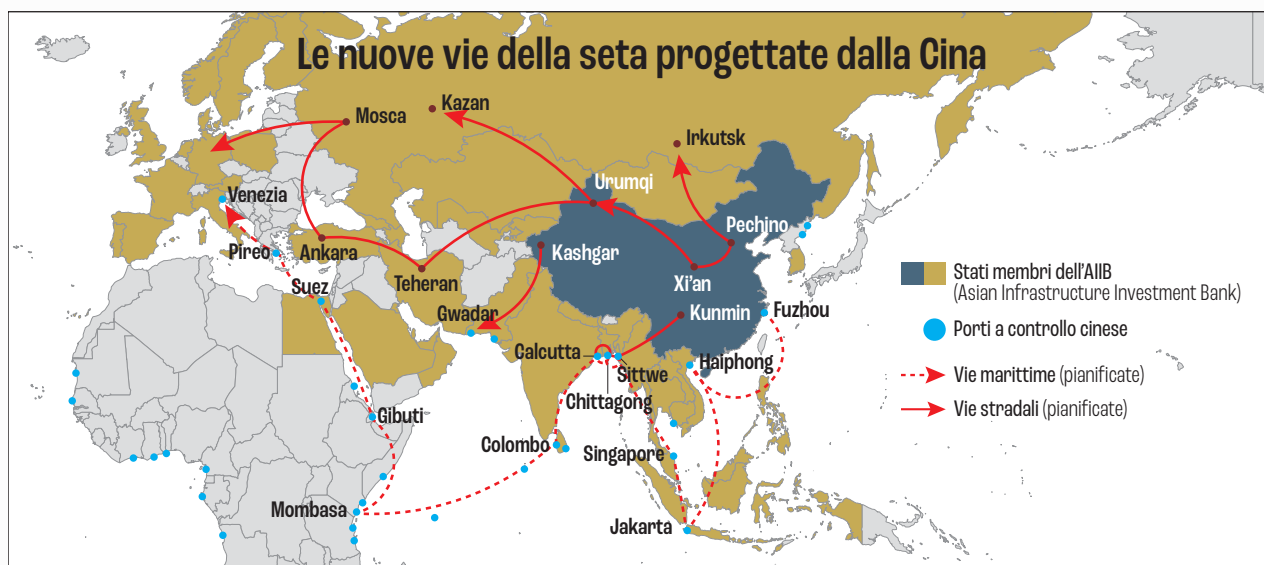 Le nuove vie della seta progettate dalla Cina
Kazan
Mosca
Irkutsk
Urumqi
Venezia
Pechino
Pireo
Ankara
Kashgar
Teheran
Xi'an
Suez
Gwadar
Kunmin
Fuzhou
Calcutta
Haiphong
Sittwe
Chittagong
Gibuti
Colombo
Singapore
Mombasa
Jakarta
Stati membri dell'AIIB
(Asian Infrastructure Investment Bank)
Porti a controllo cinese
Vie marittime (pianificate)
Vie stradali (pianificate)